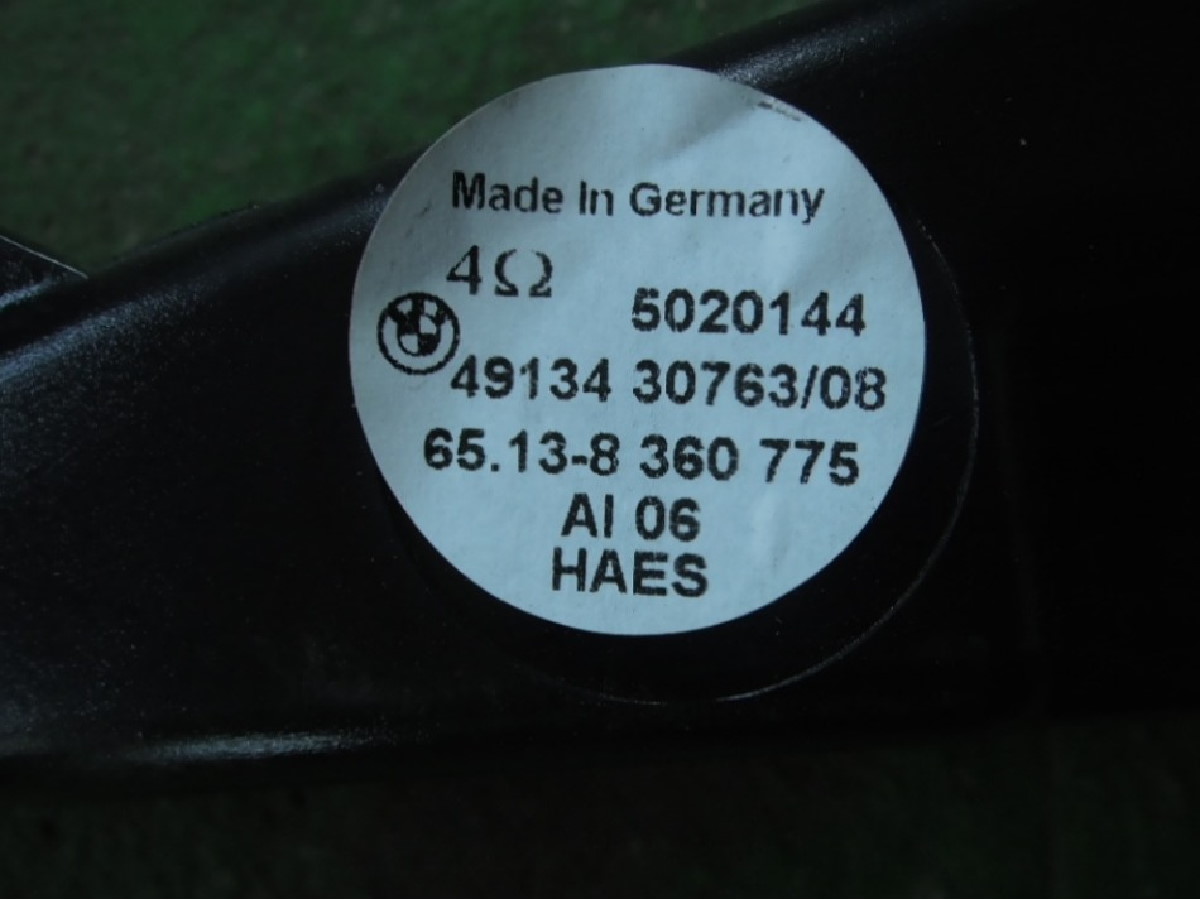 Made In Germany
4Ω
5020144
49134 30763/08
65.13-8 360 775
AI 06
HAES